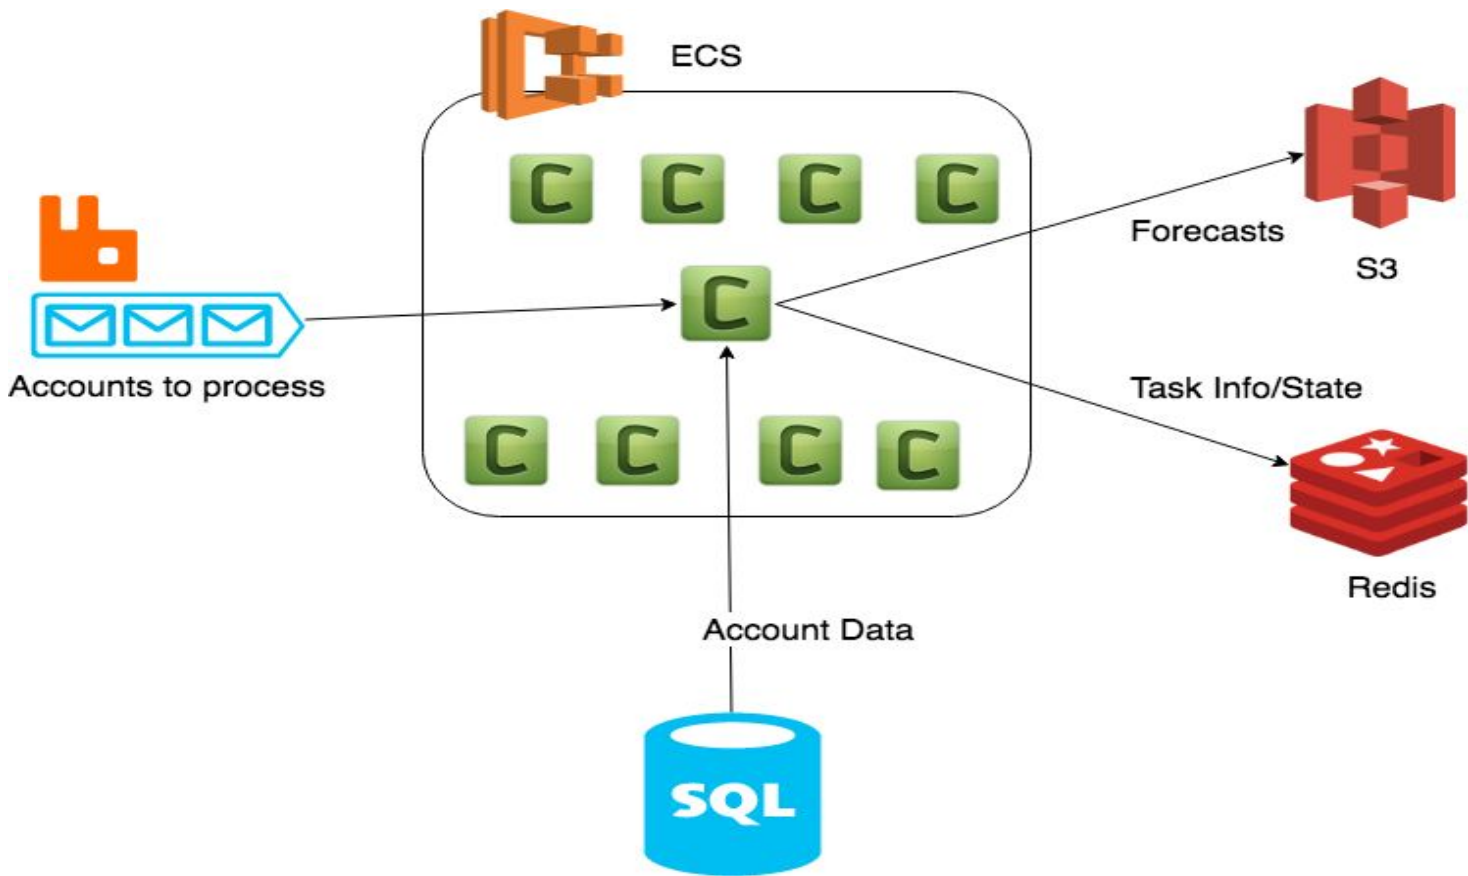 ECS
C C C C
Forecasts
S3
C
Accounts to process
Task Info/State
C C C C
Redis
Account Data
SQL